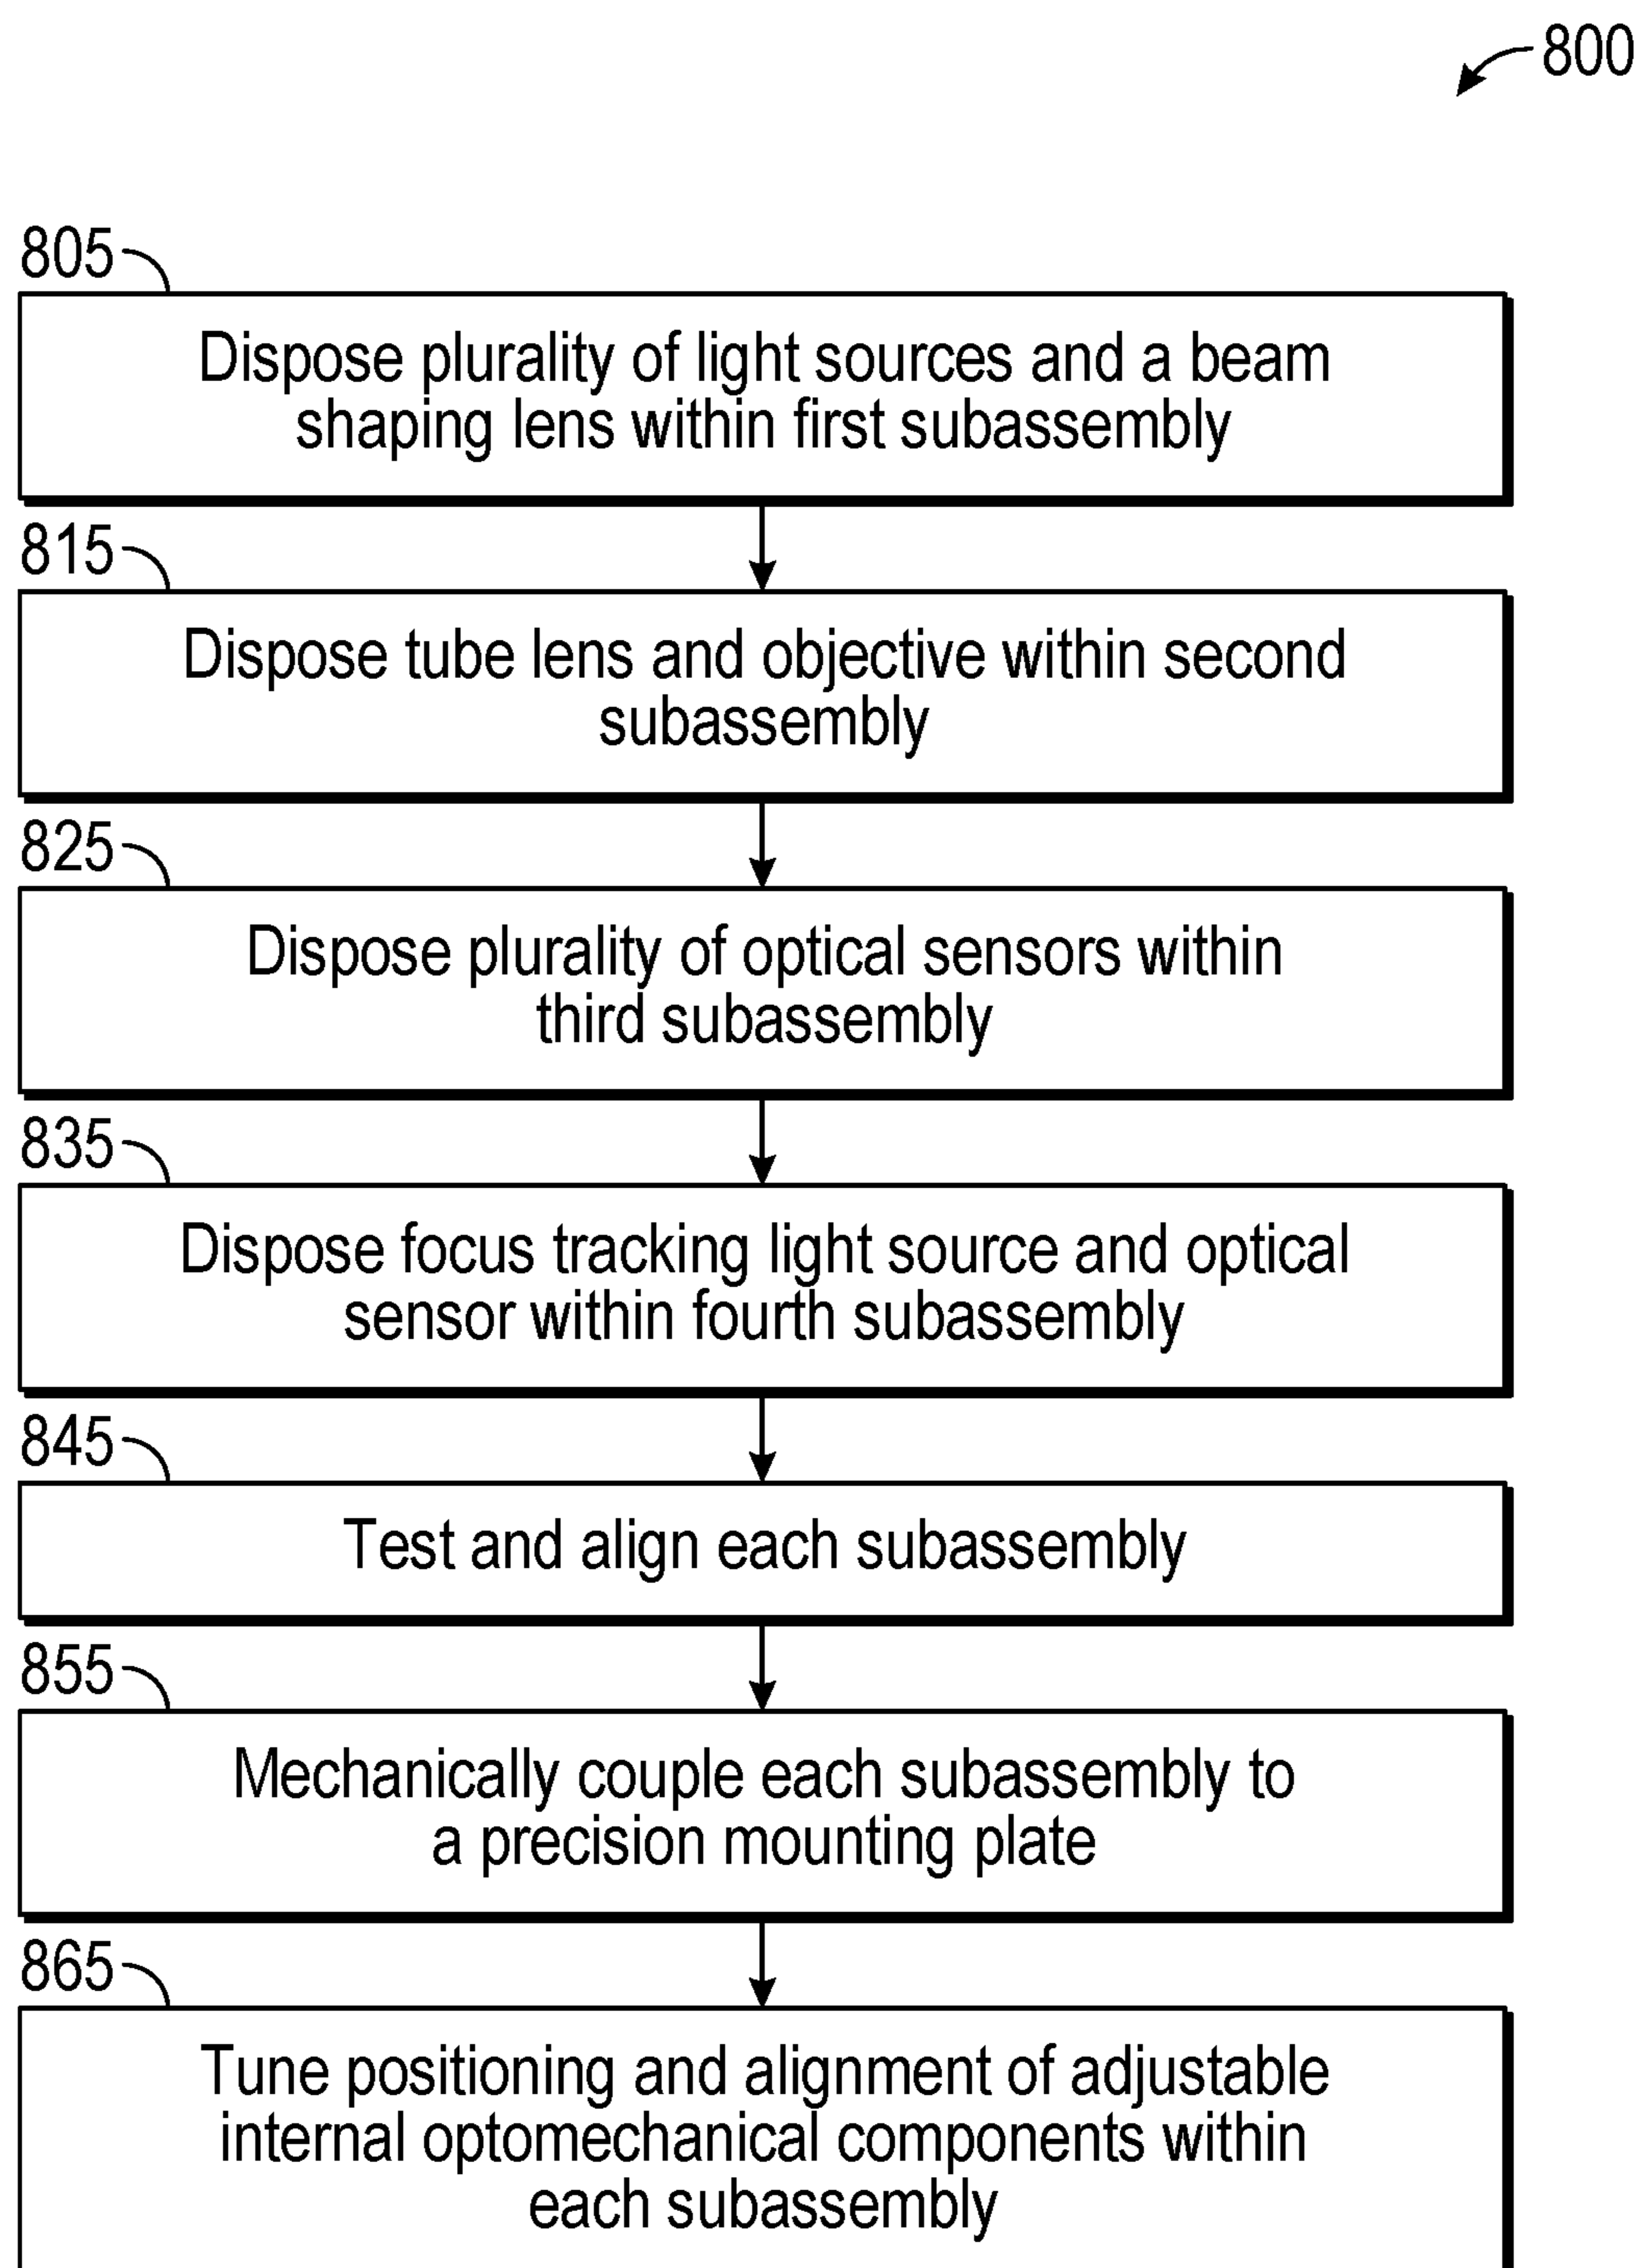 800
805
Dispose plurality of light sources and a beam
shaping lens within first subassembly
815
Dispose tube lens and objective within second
subassembly
825
Dispose plurality of optical sensors within
third subassembly
835
Dispose focus tracking light source and optical
sensor within fourth subassembly
845
Test and align each subassembly
855
Mechanically couple each subassembly to
a precision mounting plate
865
Tune positioning and alignment of adjustable
internal optomechanical components within
each subassembly